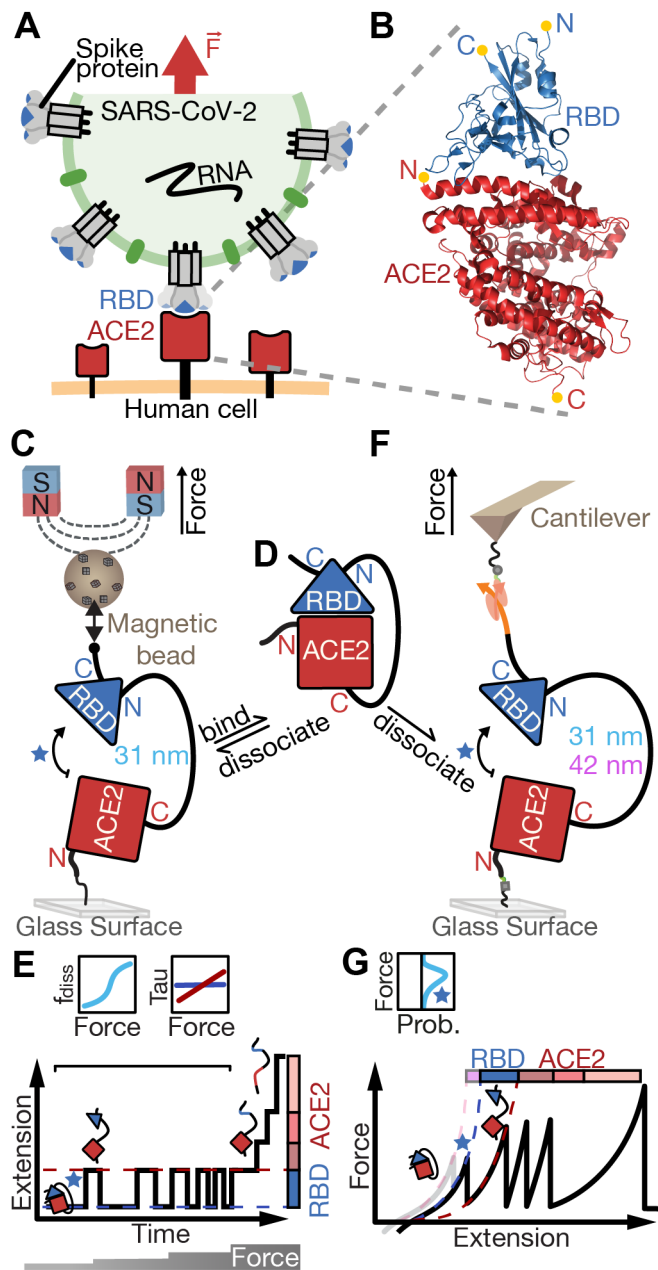 A
Spike
protein
F
SARS-CoV-2
RNA
RBD
ACE2
Human cell
B
C
N
RBD
N
ACE2
C
C
S
N
N
S
Force
Magnetic
bead
C
RBD
N
31 nm
ACE2
C
N
Glass Surface
D
C
N
RBD
N
ACE2
C
bind
dissociate
dissociate
F
Force
Cantilever
C
RBD
N
31 nm
42 nm
ACE2
C
N
Glass Surface
E
fdiss
Force
Tau
Force
Extension
Time
ACE2
RBD
Force
G
Force
Prob.
RBD
ACE2
Force
Extension